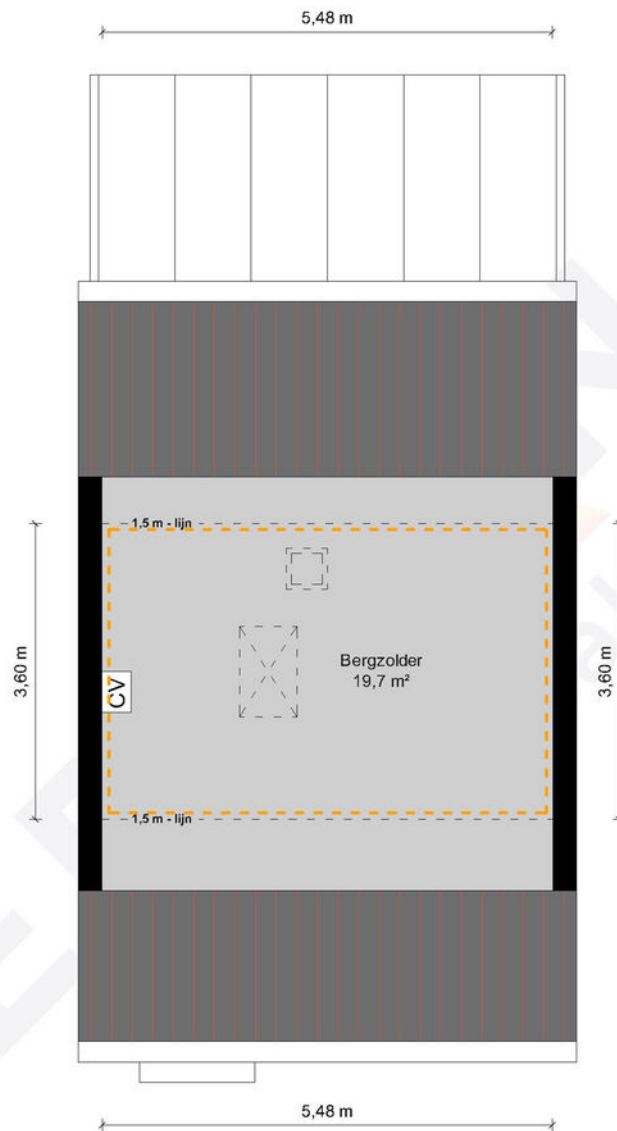 5,48 m
1,5 m - lijn
3,60 m
3,60 m
Bergzolder
19,7 m²
CV
1,5 m - lijn
5,48 m